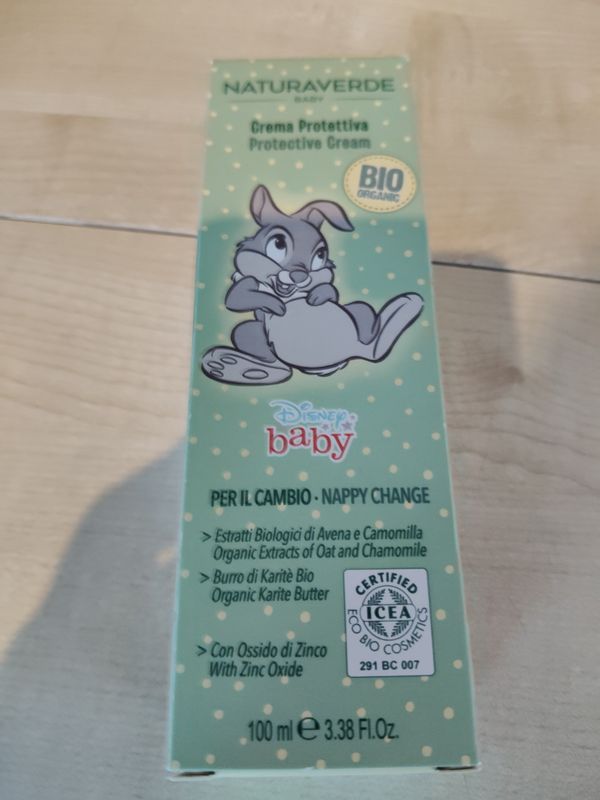 NATURAVERDE
BABY
Crema Protettiva
Protective Cream
BIO
ORGANIC
Disney
baby
PER IL CAMBIO · NAPPY CHANGE
> Estratti Biologici di Avena e Camomilla
Organic Extracts of Oat and Chamomile
> Burro di Karitè Bio
Organic Karite Butter
CERTIFIED
ICEA
ECO BIO COSMETICS
291 BC 007
> Con Ossido di Zinco
With Zinc Oxide
100 ml e 3.38 Fl.Oz.